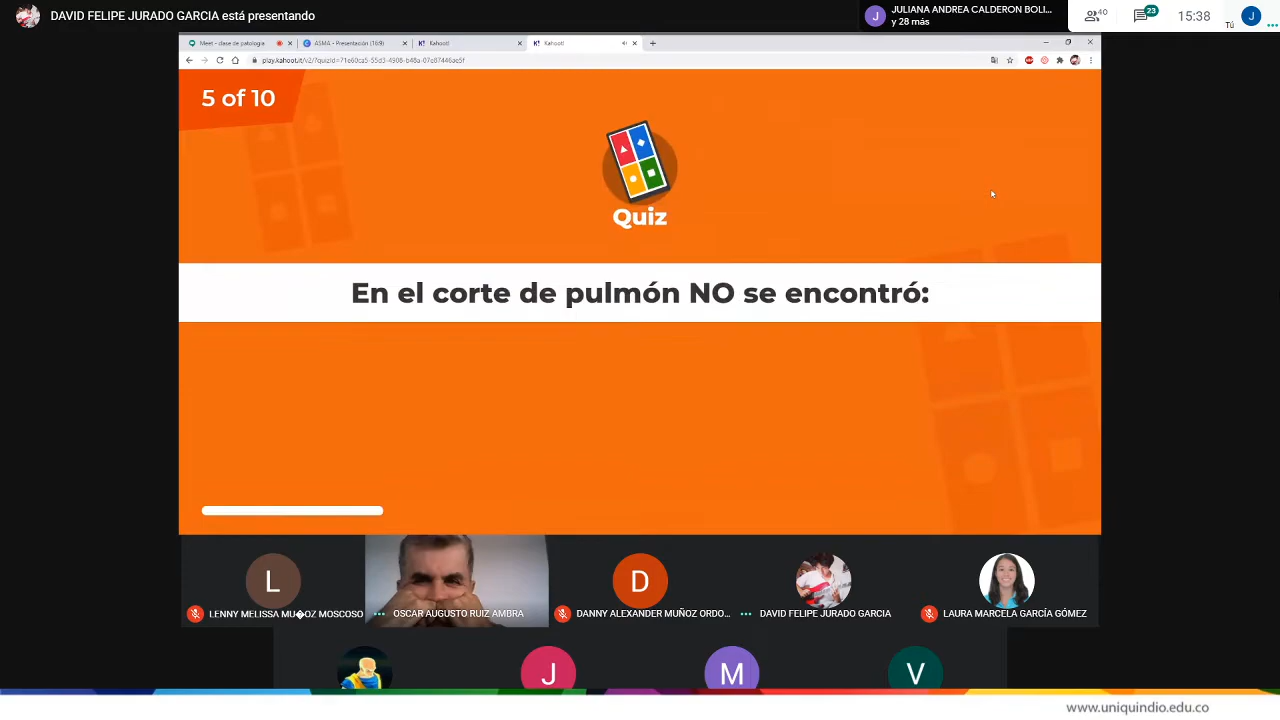 DAVID FELIPE JURADO GARCIA está presentando
JULIANA ANDREA CALDERON BOLI...
y 28 más
40
23
15:38
Tú
J
J
Meet - clase de patologia
ASMA - Presentación (16:9)
Kahoot!
Kahoot!
5 of 10
Quiz
En el corte de pulmón NO se encontró:
L
LENNY MELISSA MU�OZ MOSCOSO
OSCAR AUGUSTO RUIZ AMBRA
D
DANNY ALEXANDER MUÑOZ ORDO...
DAVID FELIPE JURADO GARCIA
LAURA MARCELA GARCÍA GÓMEZ
J
M
V
www.uniquindio.edu.co